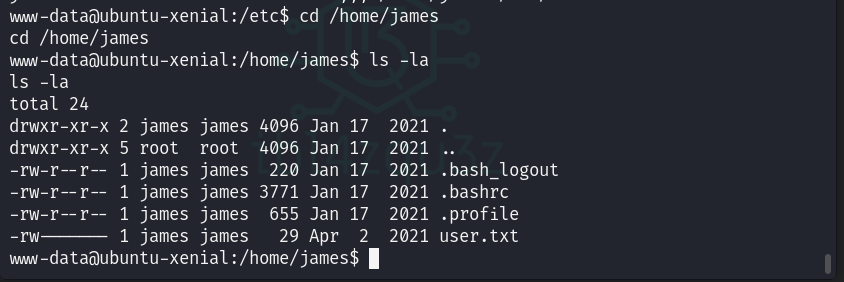 www-data@ubuntu-xenial:/etc$ cd /home/james
cd /home/james
www-data@ubuntu-xenial:/home/james$ ls -la
ls -la
total 24
drwxr-xr-x 2 james james 4096 Jan 17  2021 .
drwxr-xr-x 5 root  root  4096 Jan 17  2021 ..
-rw-r--r-- 1 james james  220 Jan 17  2021 .bash_logout
-rw-r--r-- 1 james james 3771 Jan 17  2021 .bashrc
-rw-r--r-- 1 james james  655 Jan 17  2021 .profile
-rw------- 1 james james   29 Apr  2  2021 user.txt
www-data@ubuntu-xenial:/home/james$